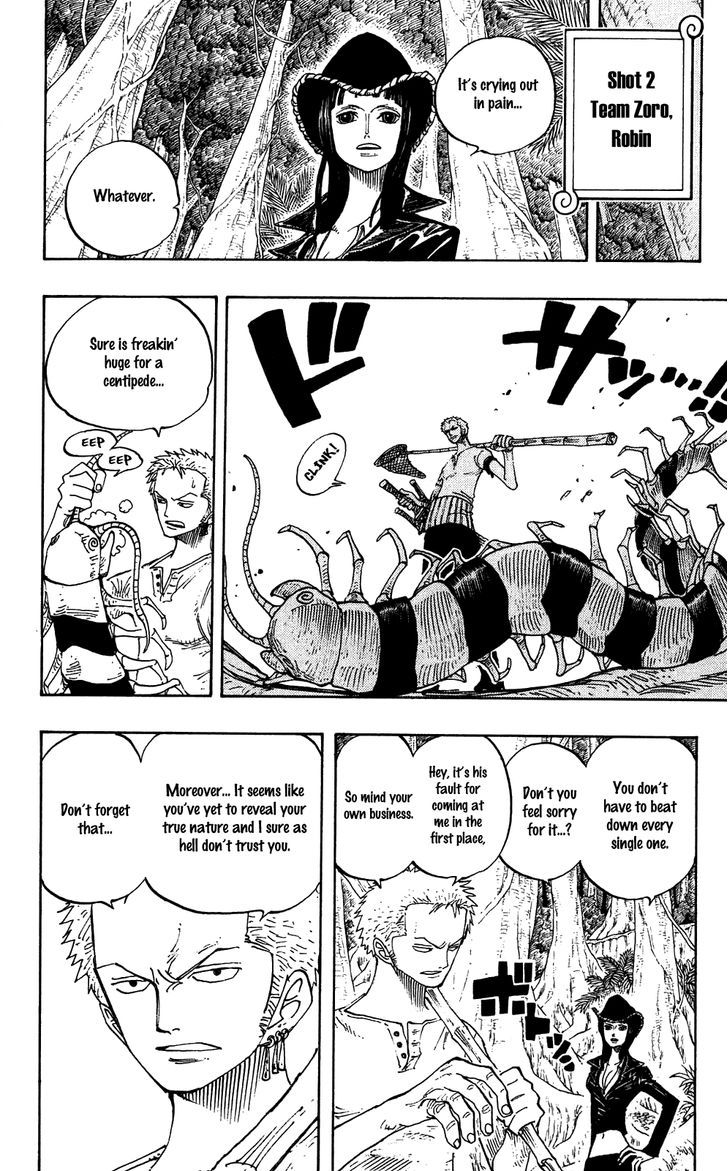 Shot 2
Team Zoro,
Robin
It's crying out
in pain...
Whatever.
ドサッ…!!
CLINK!
Sure is freakin'
huge for a
centipede...
EEP
EEP
You don't
have to beat
down every
single one.
Don't you
feel sorry
for it...?
Hey, it's his
fault for
coming at
me in the
first place,
So mind your
own business.
Moreover... It seems like
you've yet to reveal your
true nature and I sure as
hell don't trust you.
Don't forget
that...